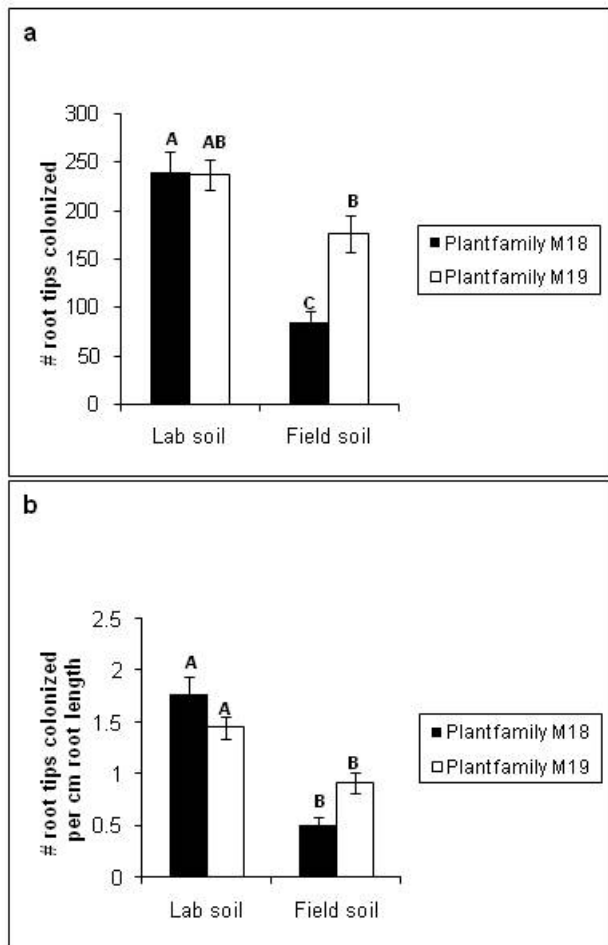 a
# root tips colonized
300
250
200
150
100
50
0
A
AB
C
B
Lab soil
Field soil
Plantfamily M18
Plantfamily M19
b
# root tips colonized
per cm root length
2.5
2
1.5
1
0.5
0
A
A
B
B
Lab soil
Field soil
Plantfamily M18
Plantfamily M19